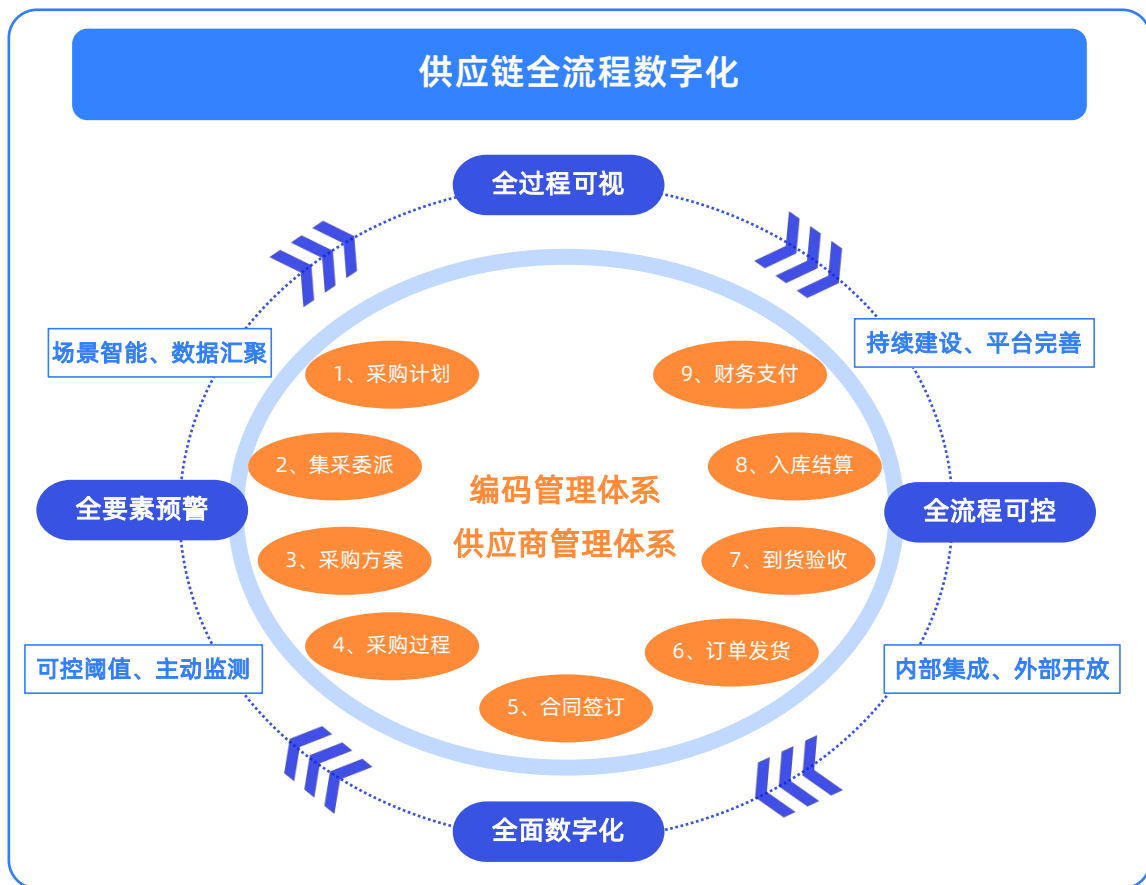 供应链全流程数字化
全过程可视
场景智能、数据汇聚
持续建设、平台完善
1、采购计划
9、财务支付
2、集采委派
8、入库结算
编码管理体系
全要素预警
全流程可控
供应商管理体系
3、采购方案
7、到货验收
4、采购过程
6、订单发货
可控阈值、主动监测
内部集成、外部开放
5、合同签订
全面数字化